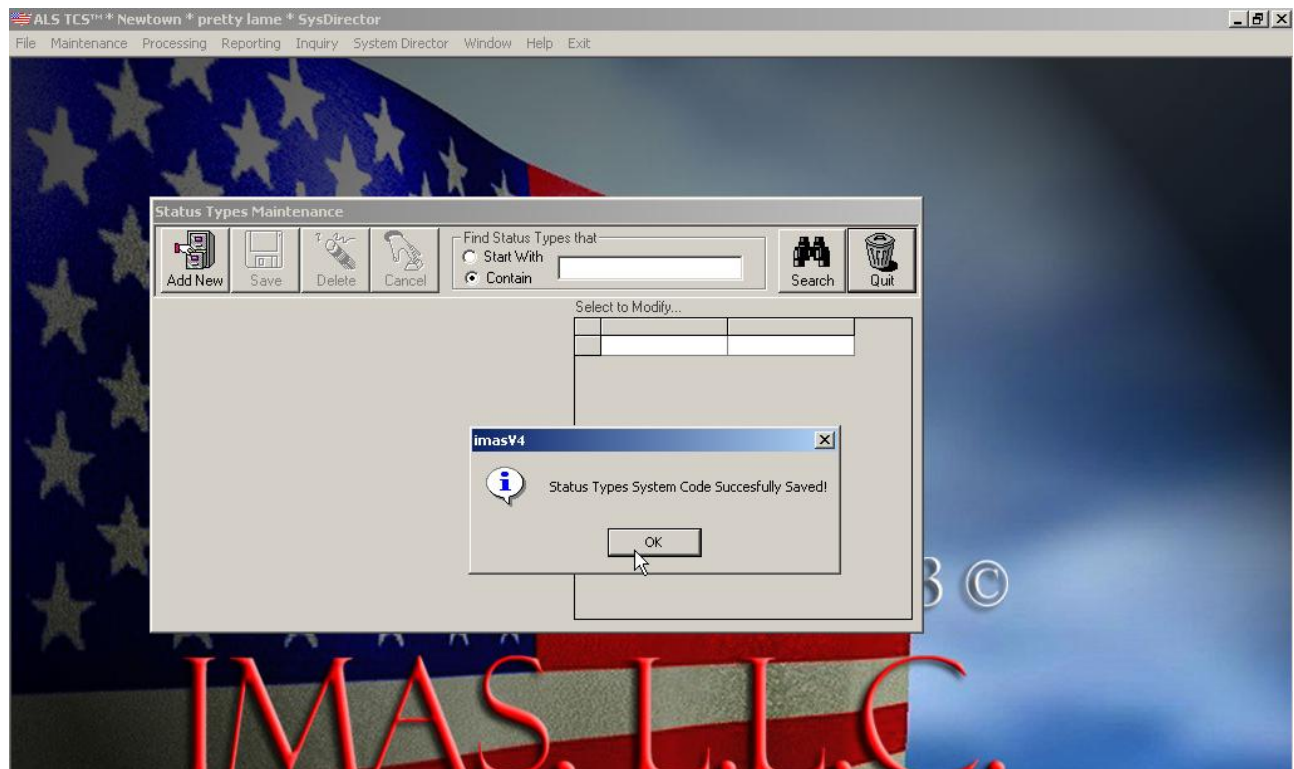 ALS TCS™ * Newtown * pretty lame * SysDirector
File Maintenance Processing Reporting Inquiry System Director Window Help Exit
Status Types Maintenance
Add New Save Delete Cancel
Find Status Types that
Start With
Contain
Search Quit
Select to Modify...
imasV4
Status Types System Code Succesfully Saved!
OK
3 ©
IMAS. L.L.C.